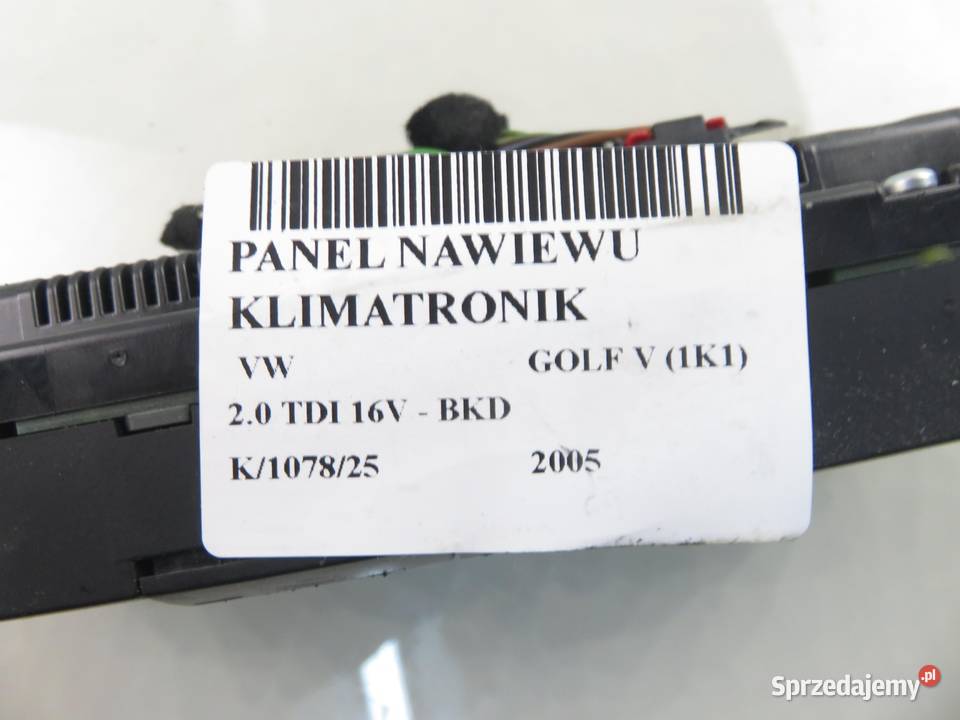 PANEL NAWIEWU
KLIMATRONIK
VW GOLF V (1K1)
2.0 TDI 16V - BKD
K/1078/25 2005
Sprzedajemy.pl